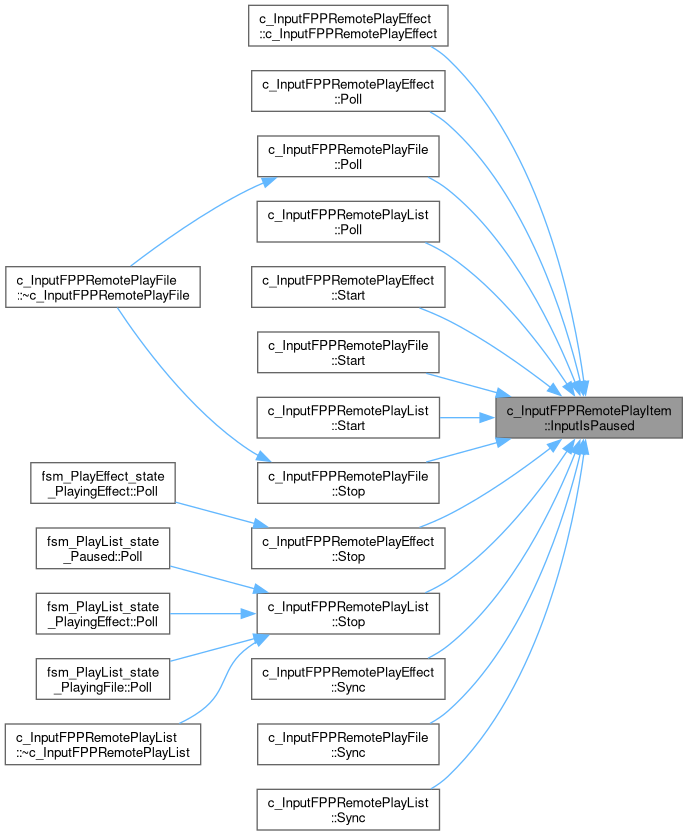 c_InputFPPRemotePlayEffect
::c_InputFPPRemotePlayEffect
c_InputFPPRemotePlayEffect
::Poll
c_InputFPPRemotePlayFile
::Poll
c_InputFPPRemotePlayList
::Poll
c_InputFPPRemotePlayFile
::~c_InputFPPRemotePlayFile
c_InputFPPRemotePlayEffect
::Start
c_InputFPPRemotePlayFile
::Start
c_InputFPPRemotePlayList
::Start
c_InputFPPRemotePlayItem
::InputIsPaused
c_InputFPPRemotePlayFile
::Stop
fsm_PlayEffect_state
_PlayingEffect::Poll
c_InputFPPRemotePlayEffect
::Stop
fsm_PlayList_state
_Paused::Poll
fsm_PlayList_state
_PlayingEffect::Poll
c_InputFPPRemotePlayList
::Stop
fsm_PlayList_state
_PlayingFile::Poll
c_InputFPPRemotePlayEffect
::Sync
c_InputFPPRemotePlayList
::~c_InputFPPRemotePlayList
c_InputFPPRemotePlayFile
::Sync
c_InputFPPRemotePlayList
::Sync